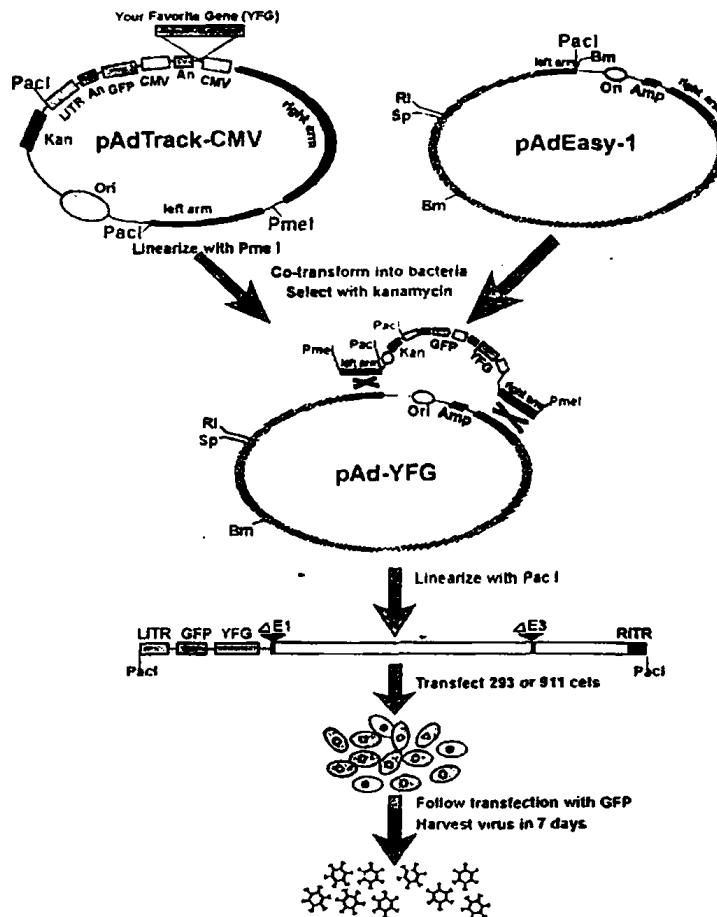 Your Favorite Gene (YFG)
PacI
LITR
An
GFP
CMV
An
CMV
right arm
Kan
pAdTrack-CMV
Ori
PacI
left arm
PmeI
Linearize with Pme I
PacI
Bm
left arm
Ori
Amp
right arm
RI
Sp
pAdEasy-1
Bm
Co-transform into bacteria
Select with kanamycin
PmeI
PacI
PacI
left arm
Kan
GFP
YFG
right arm
PmeI
Ori
Amp
RI
Sp
pAd-YFG
Bm
Linearize with Pac I
LITR GFP YFG ΔE1 ΔE3 RITR
PacI PacI
Transfect 293 or 911 cels
Follow transfection with GFP
Harvest virus in 7 days